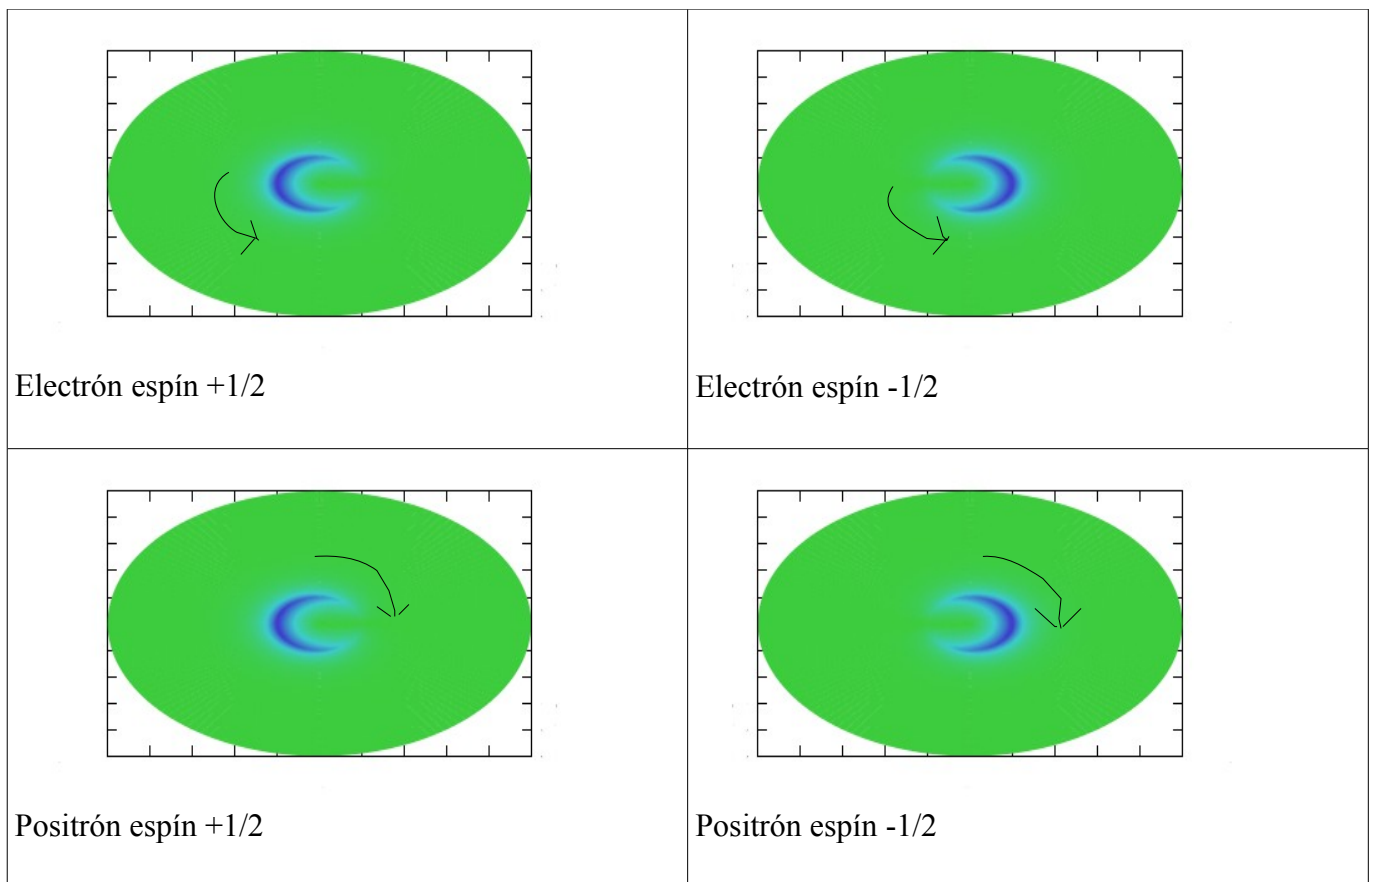 Electrón espín +1/2
Electrón espín -1/2
Positrón espín +1/2
Positrón espín -1/2